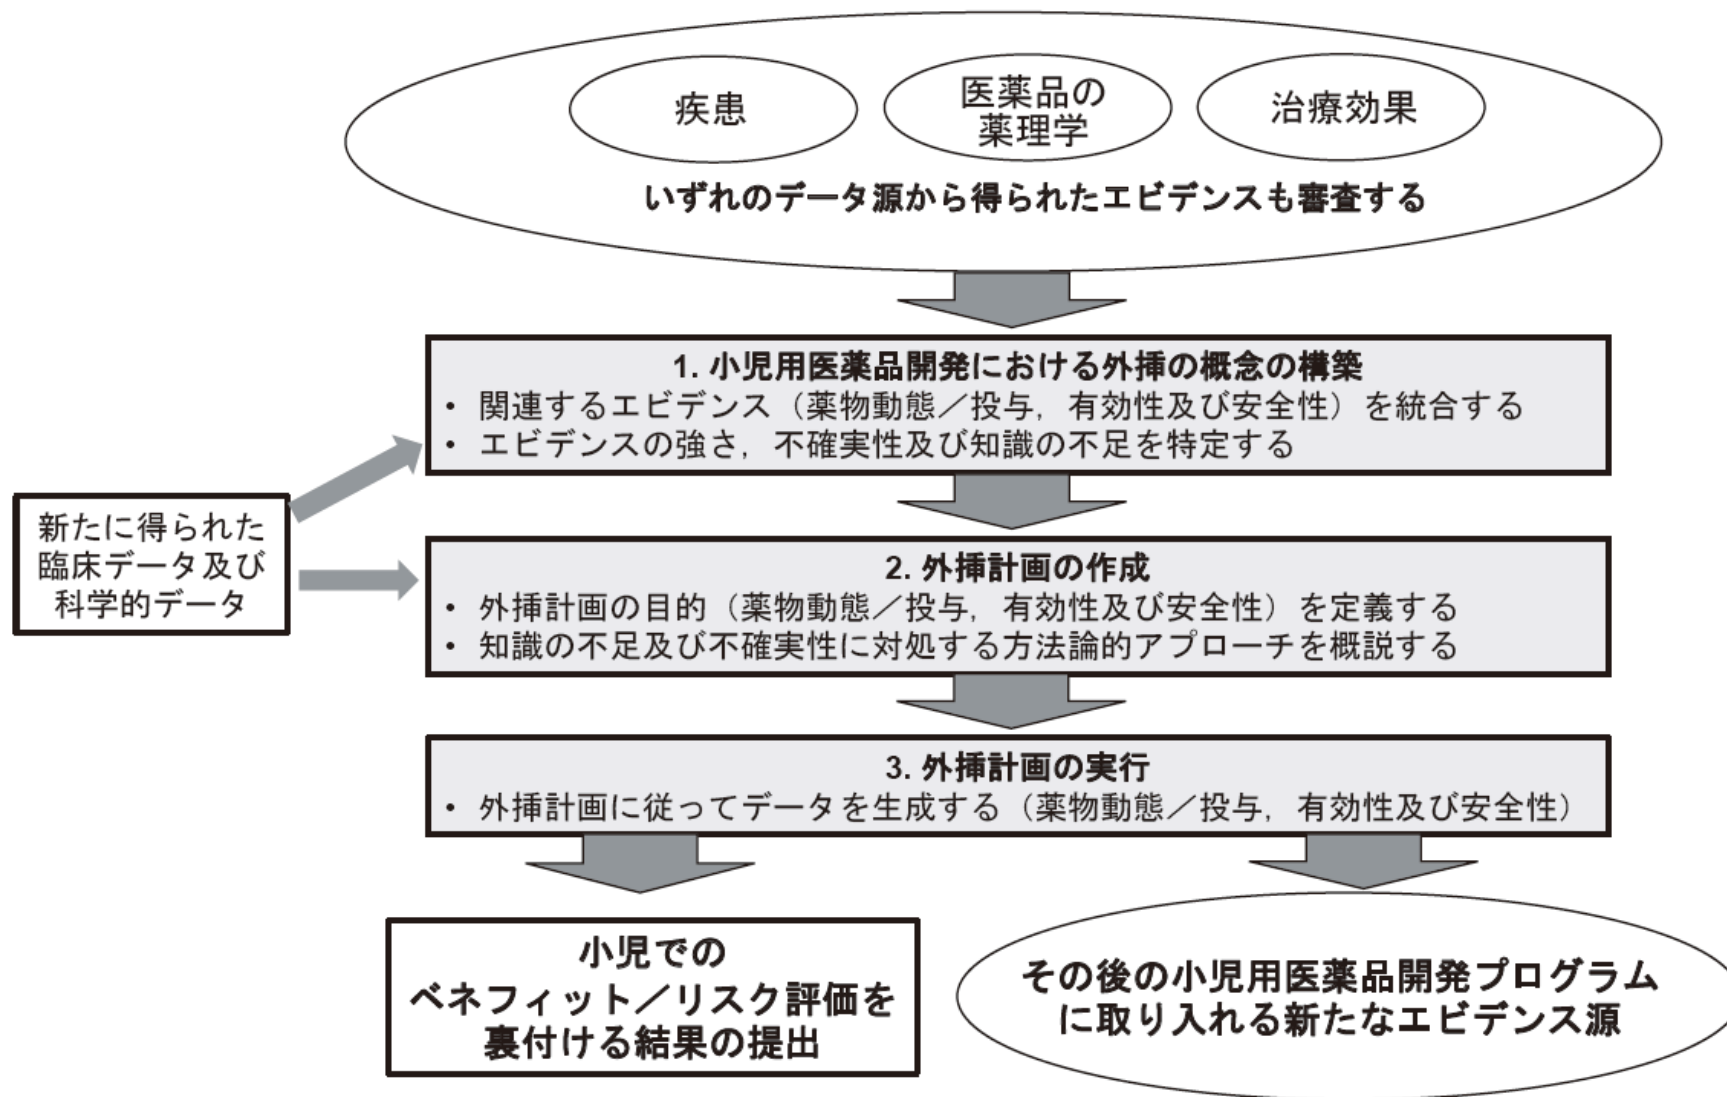 疾患
医薬品の
薬理学
治療効果
いずれのデータ源から得られたエビデンスも審査する
1. 小児用医薬品開発における外挿の概念の構築
• 関連するエビデンス（薬物動態／投与，有効性及び安全性）を統合する
• エビデンスの強さ，不確実性及び知識の不足を特定する
新たに得られた
臨床データ及び
科学的データ
2. 外挿計画の作成
• 外挿計画の目的（薬物動態／投与，有効性及び安全性）を定義する
• 知識の不足及び不確実性に対処する方法論的アプローチを概説する
3. 外挿計画の実行
• 外挿計画に従ってデータを生成する（薬物動態／投与，有効性及び安全性）
小児での
ベネフィット／リスク評価を
裏付ける結果の提出
その後の小児用医薬品開発プログラム
に取り入れる新たなエビデンス源